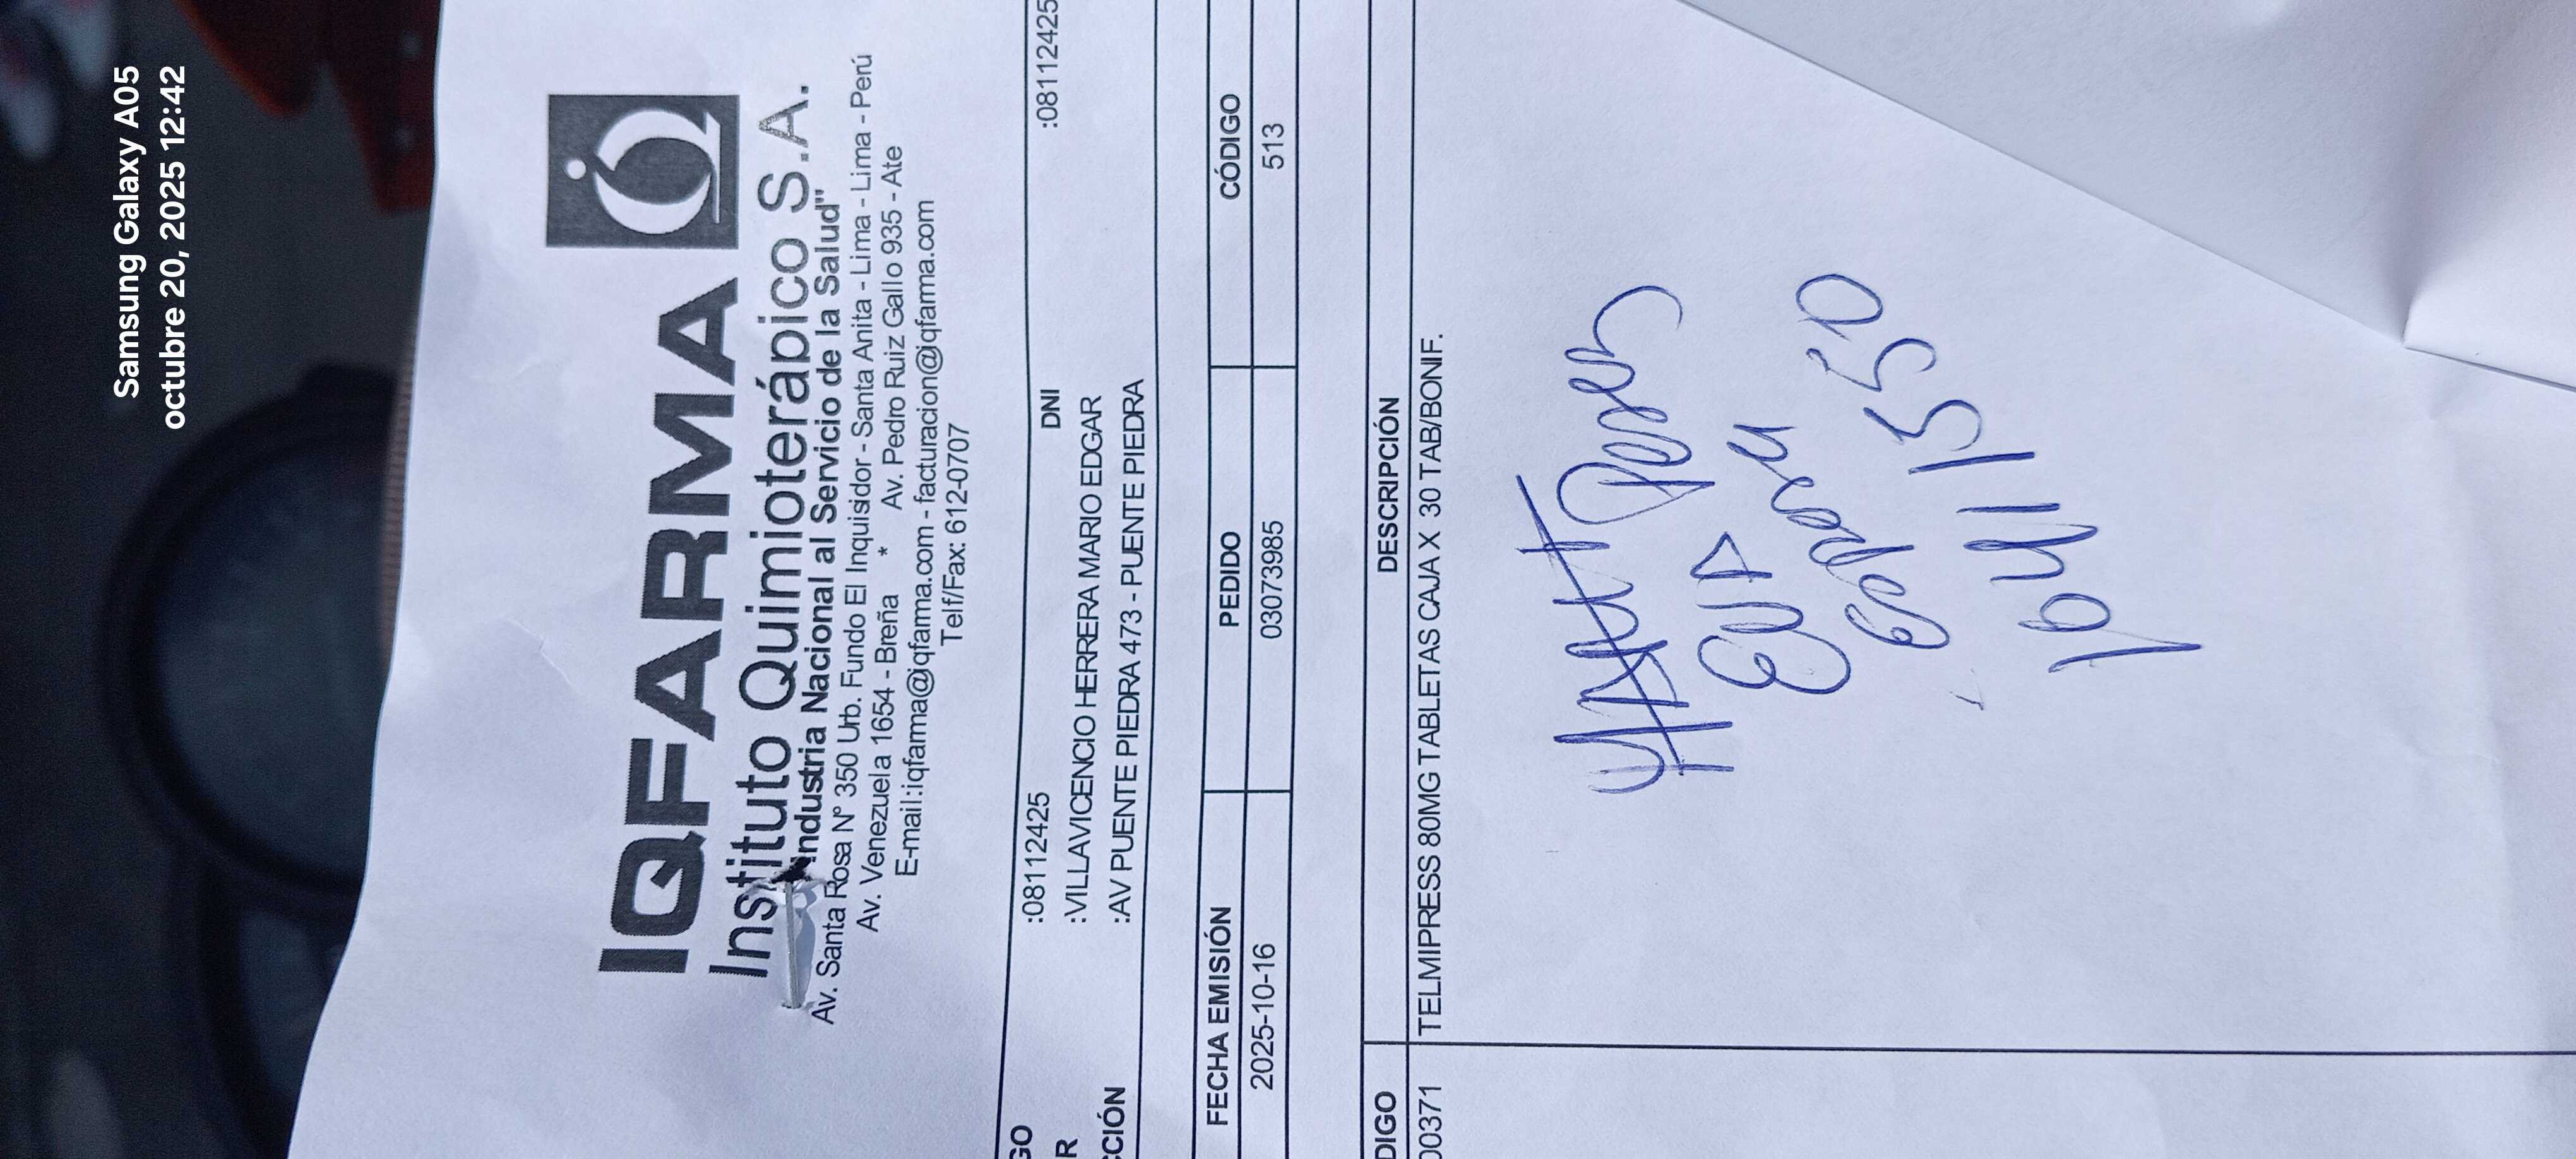 Samsung Galaxy A05
octubre 20, 2025 12:42
IQFARMA
Instituto Quimioterápico S.A.
Industria Nacional al Servicio de la Salud"
Av. Santa Rosa N° 350 Urb. Fundo El Inquisidor - Santa Anita - Lima - Lima - Perú
Av. Venezuela 1654 - Breña * Av. Pedro Ruiz Gallo 935 - Ate
E-mail:iqfarma@iqfarma.com - facturacion@iqfarma.com
Telf/Fax: 612-0707
GO :08112425 DNI :08112425
R :VILLAVICENCIO HERRERA MARIO EDGAR
CCIÓN :AV PUENTE PIEDRA 473 - PUENTE PIEDRA
FECHA EMISIÓN PEDIDO CÓDIGO
2025-10-16 03073985 513
DIGO DESCRIPCIÓN
00371 TELMIPRESS 80MG TABLETAS CAJA X 30 TAB/BONIF.